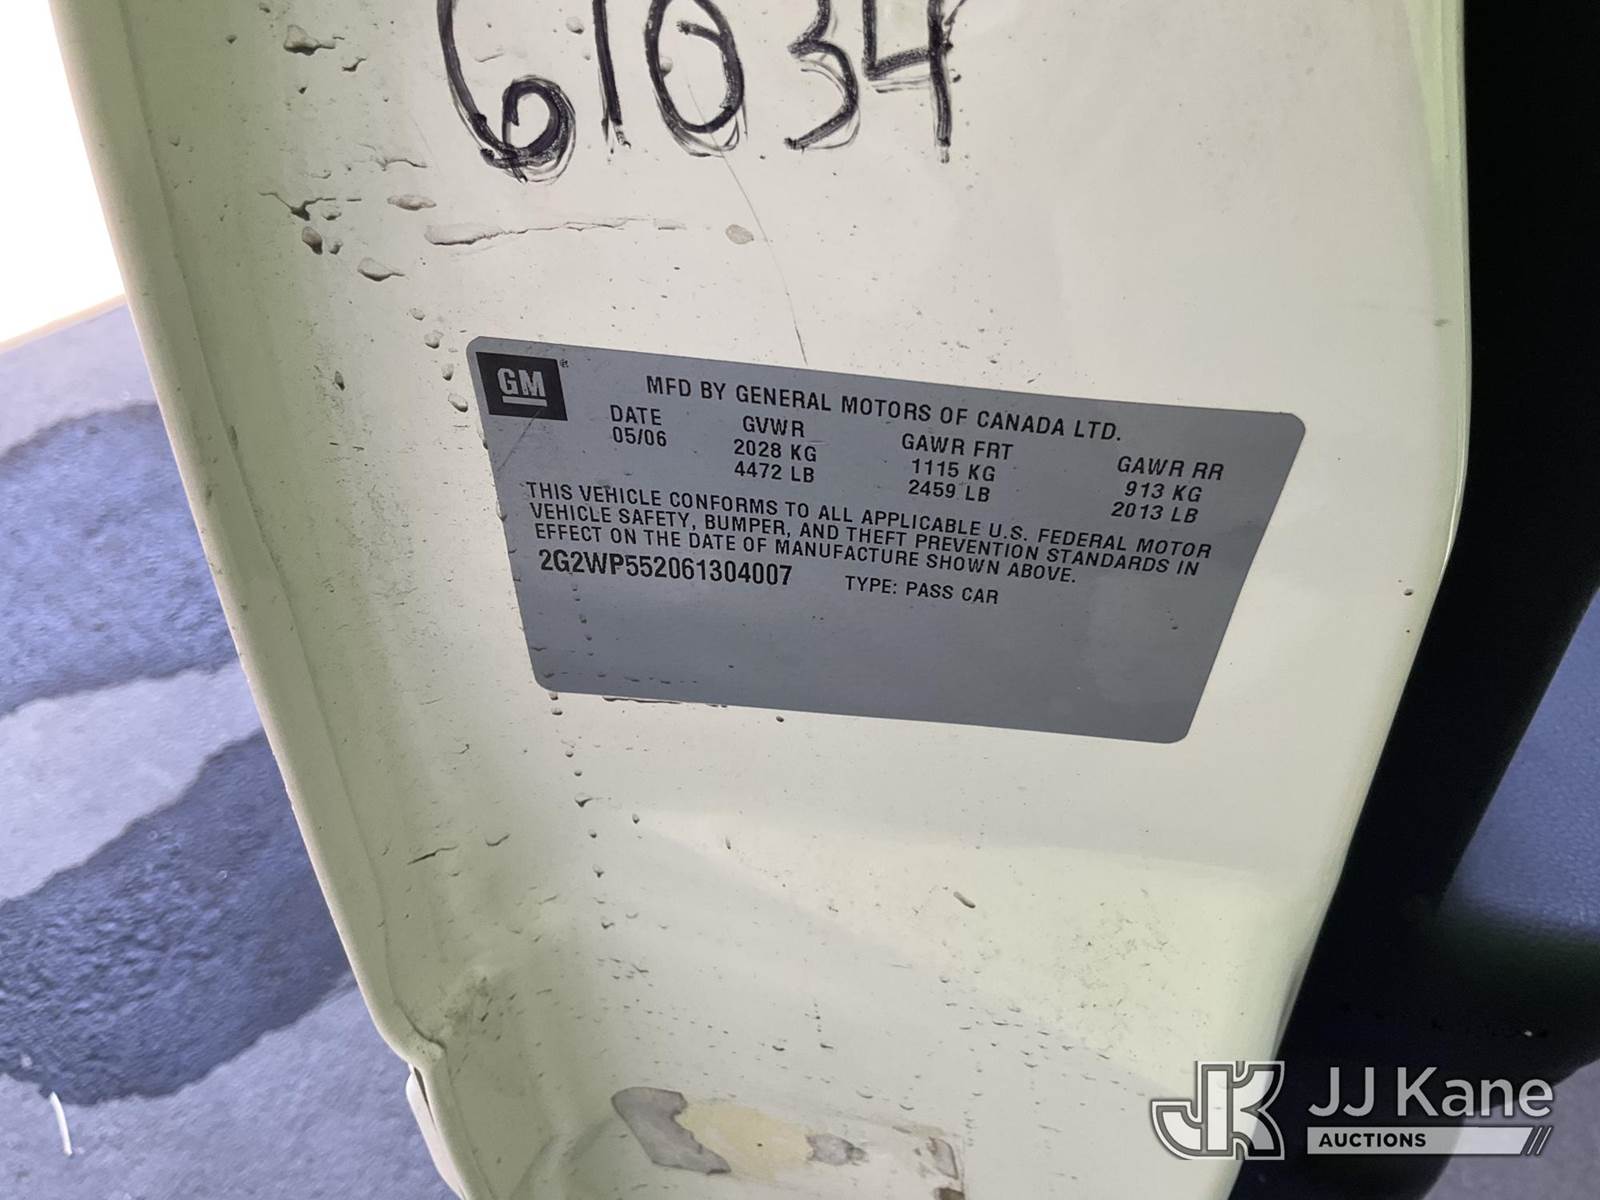 61034
GM®
MFD BY GENERAL MOTORS OF CANADA LTD.
DATE GVWR GAWR FRT GAWR RR
05/06 2028 KG 1115 KG 913 KG
4472 LB 2459 LB 2013 LB
THIS VEHICLE CONFORMS TO ALL APPLICABLE U.S. FEDERAL MOTOR
VEHICLE SAFETY, BUMPER, AND THEFT PREVENTION STANDARDS IN
EFFECT ON THE DATE OF MANUFACTURE SHOWN ABOVE.
2G2WP552061304007 TYPE: PASS CAR
JK JJ Kane
AUCTIONS